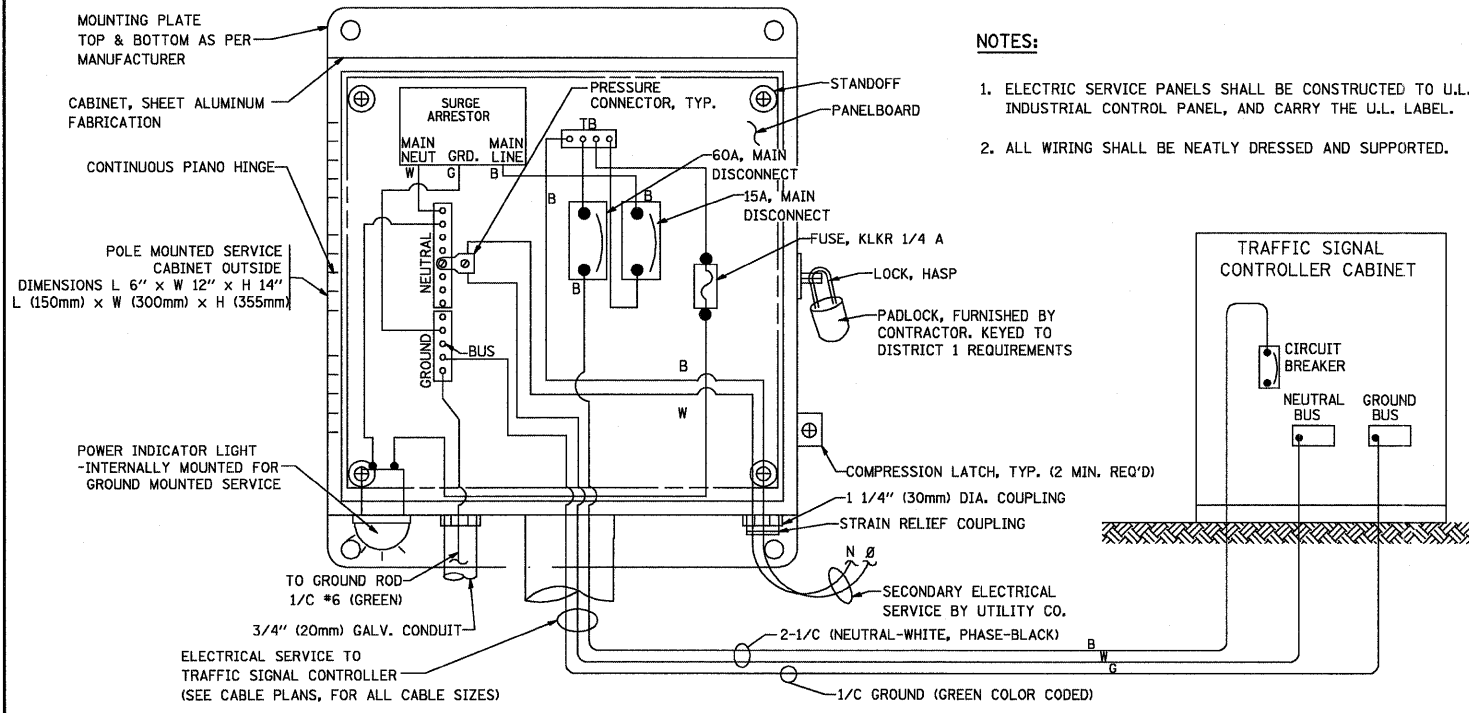 MOUNTING PLATE
TOP & BOTTOM AS PER
MANUFACTURER
CABINET, SHEET ALUMINUM
FABRICATION
CONTINUOUS PIANO HINGE
POLE MOUNTED SERVICE
CABINET OUTSIDE
DIMENSIONS L 6" x W 12" x H 14"
L (150mm) x W (300mm) x H (355mm)
POWER INDICATOR LIGHT
-INTERNALLY MOUNTED FOR
GROUND MOUNTED SERVICE
SURGE
ARRESTOR
MAIN
NEUT
GRD.
MAIN
LINE
W
G
B
NEUTRAL
GROUND
BUS
PRESSURE
CONNECTOR, TYP.
TB
B
B
B
60A, MAIN
DISCONNECT
15A, MAIN
DISCONNECT
FUSE, KLKR 1/4 A
B
W
STANDOFF
PANELBOARD
LOCK, HASP
PADLOCK, FURNISHED BY
CONTRACTOR. KEYED TO
DISTRICT 1 REQUIREMENTS
COMPRESSION LATCH, TYP. (2 MIN. REQ'D)
1 1/4" (30mm) DIA. COUPLING
STRAIN RELIEF COUPLING
N Ø
SECONDARY ELECTRICAL
SERVICE BY UTILITY CO.
TO GROUND ROD
1/C #6 (GREEN)
3/4" (20mm) GALV. CONDUIT
ELECTRICAL SERVICE TO
TRAFFIC SIGNAL CONTROLLER
(SEE CABLE PLANS, FOR ALL CABLE SIZES)
2-1/C (NEUTRAL-WHITE, PHASE-BLACK)
1/C GROUND (GREEN COLOR CODED)
B
W
G
NOTES:
1. ELECTRIC SERVICE PANELS SHALL BE CONSTRUCTED TO U.L.
INDUSTRIAL CONTROL PANEL, AND CARRY THE U.L. LABEL.
2. ALL WIRING SHALL BE NEATLY DRESSED AND SUPPORTED.
TRAFFIC SIGNAL
CONTROLLER CABINET
CIRCUIT
BREAKER
NEUTRAL
BUS
GROUND
BUS